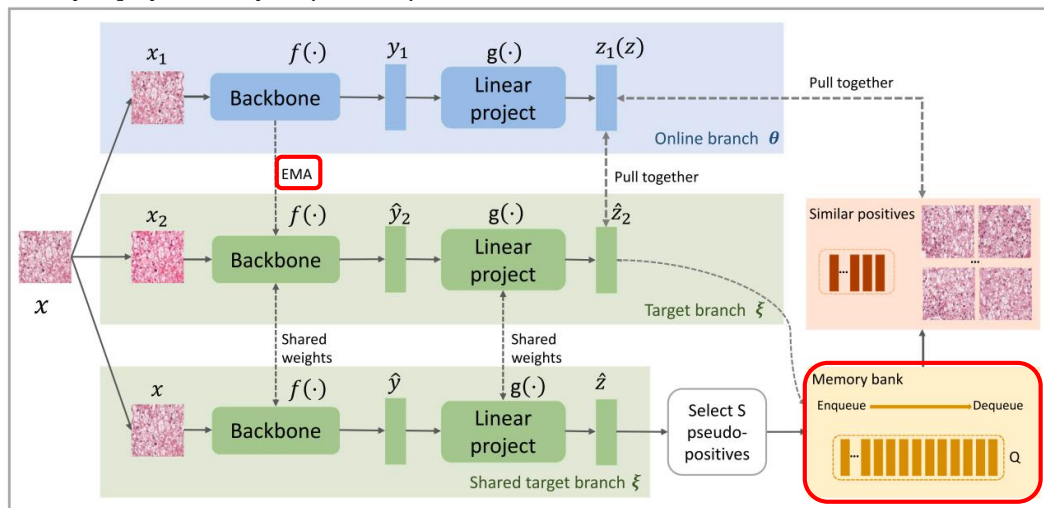 x₁
f(·)
y₁
g(·)
z₁(z)
Backbone
Linear
project
Pull together
Online branch θ
EMA
Pull together
x₂
f(·)
ŷ₂
g(·)
ẑ₂
Similar positives
Backbone
Linear
project
...
...
x
Target branch ξ
Shared
weights
Shared
weights
x
f(·)
ŷ
g(·)
ẑ
Memory bank
Enqueue
Dequeue
Backbone
Linear
project
Select S
pseudo-
positives
...
Q
Shared target branch ξ